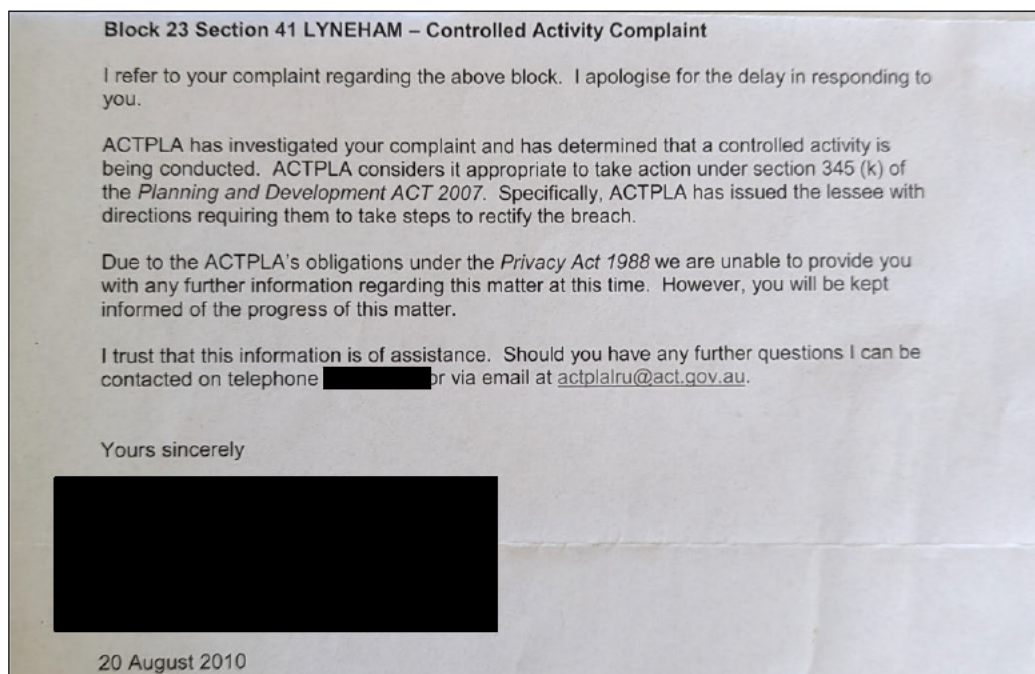 Block 23 Section 41 LYNEHAM – Controlled Activity Complaint
I refer to your complaint regarding the above block. I apologise for the delay in responding to
you.
ACTPLA has investigated your complaint and has determined that a controlled activity is
being conducted. ACTPLA considers it appropriate to take action under section 345 (k) of
the Planning and Development ACT 2007. Specifically, ACTPLA has issued the lessee with
directions requiring them to take steps to rectify the breach.
Due to the ACTPLA's obligations under the Privacy Act 1988 we are unable to provide you
with any further information regarding this matter at this time. However, you will be kept
informed of the progress of this matter.
I trust that this information is of assistance. Should you have any further questions I can be
contacted on telephone or via email at actplalru@act.gov.au.
Yours sincerely
20 August 2010